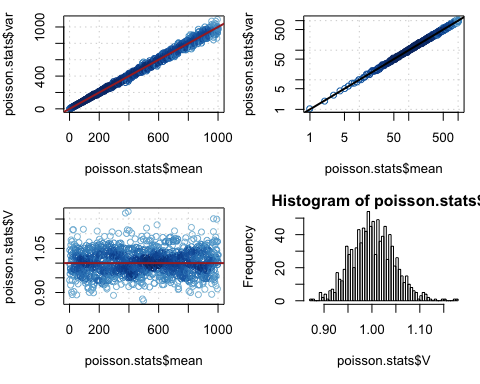 poisson.stats$var
0 400 1000
0 200 600 1000
poisson.stats$mean
poisson.stats$var
1 5 50 500
1 5 50 500
poisson.stats$mean
poisson.stats$V
0.90 1.05
0 200 600 1000
poisson.stats$mean
Histogram of poisson.stats$
Frequency
0 20 40
0.90 1.00 1.10
poisson.stats$V